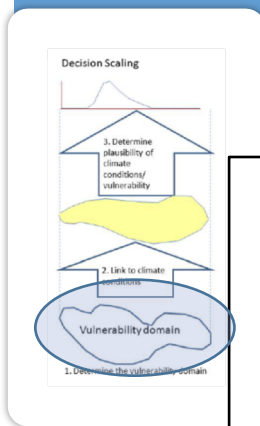 Decision Scaling
3. Determine
plausibility of
climate
conditions/
vulnerability
2. Link to climate
conditions
Vulnerability domain
1. Determine the vulnerability domain